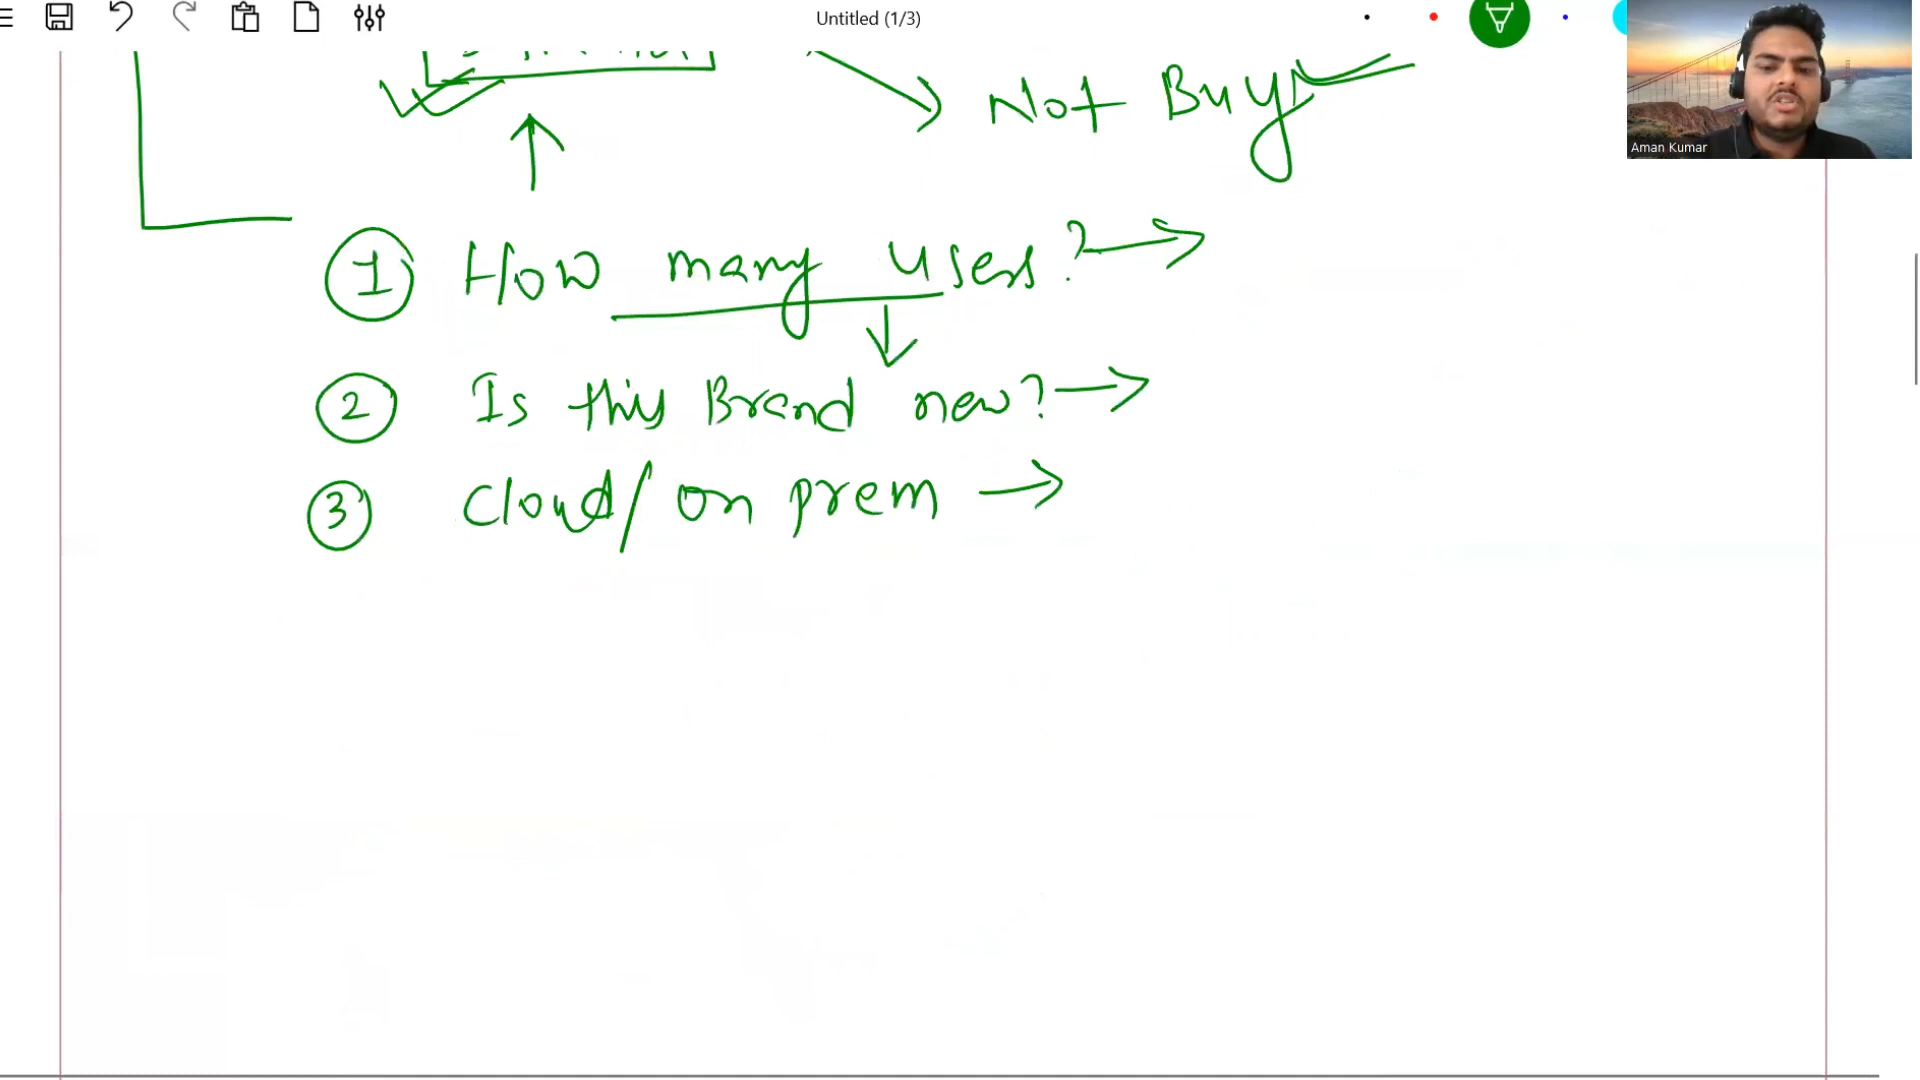 Untitled (1/3)
Aman Kumar
Not Buy
1 How many users?
2 Is this Brand new?
3 Cloud/ on prem